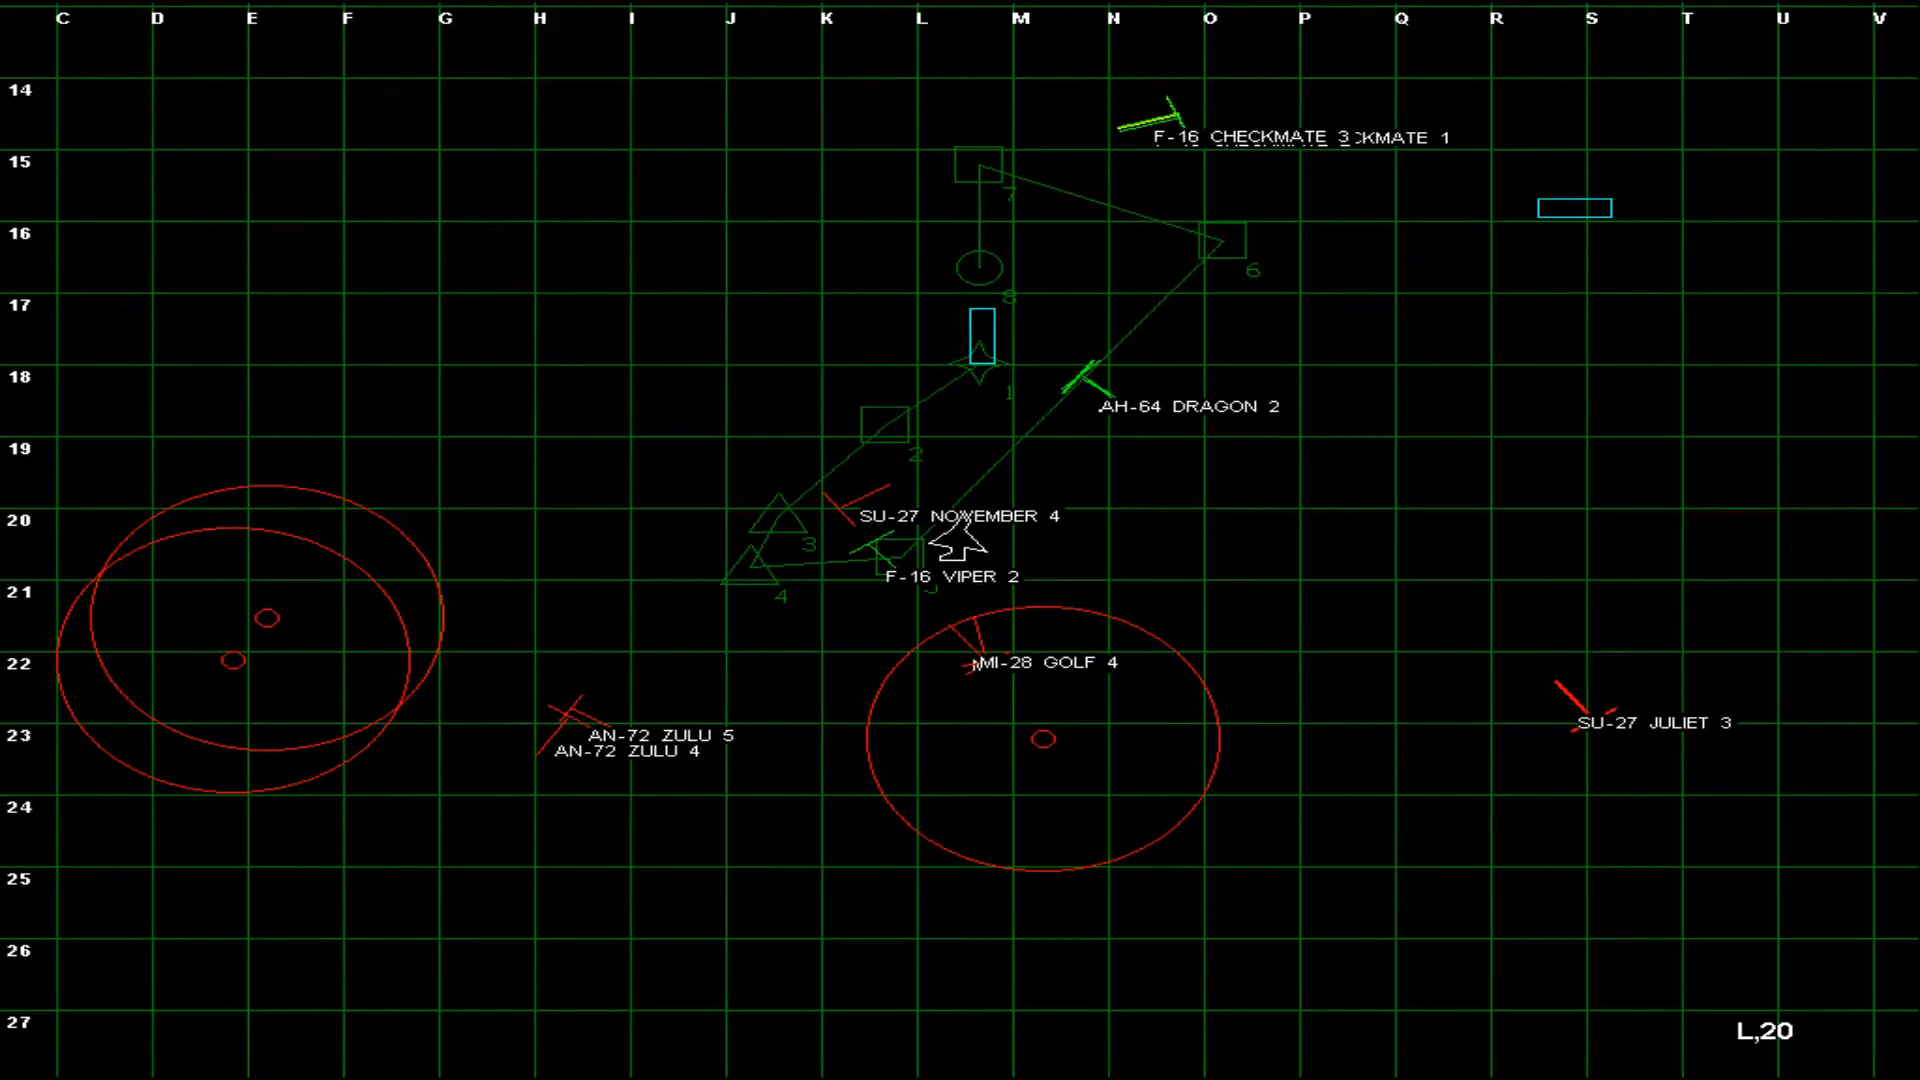 C D E F G H I J K L M N O P Q R S T U V
14
F-16 CHECKMATE 3 KMATE 1
15
7
16
6
17
8
18
1
AH-64 DRAGON 2
19
2
20
SU-27 NOVEMBER 4
3
F-16 VIPER 2
21
4
22
MI-28 GOLF 4
SU-27 JULIET 3
23
AN-72 ZULU 5
AN-72 ZULU 4
24
25
26
27
L,20